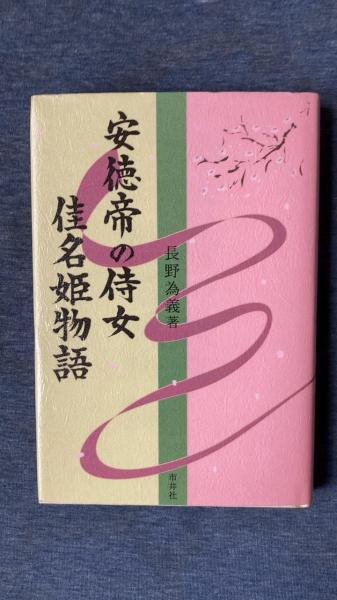 安徳帝の侍女
佳名姫物語
長野為義著
市井社